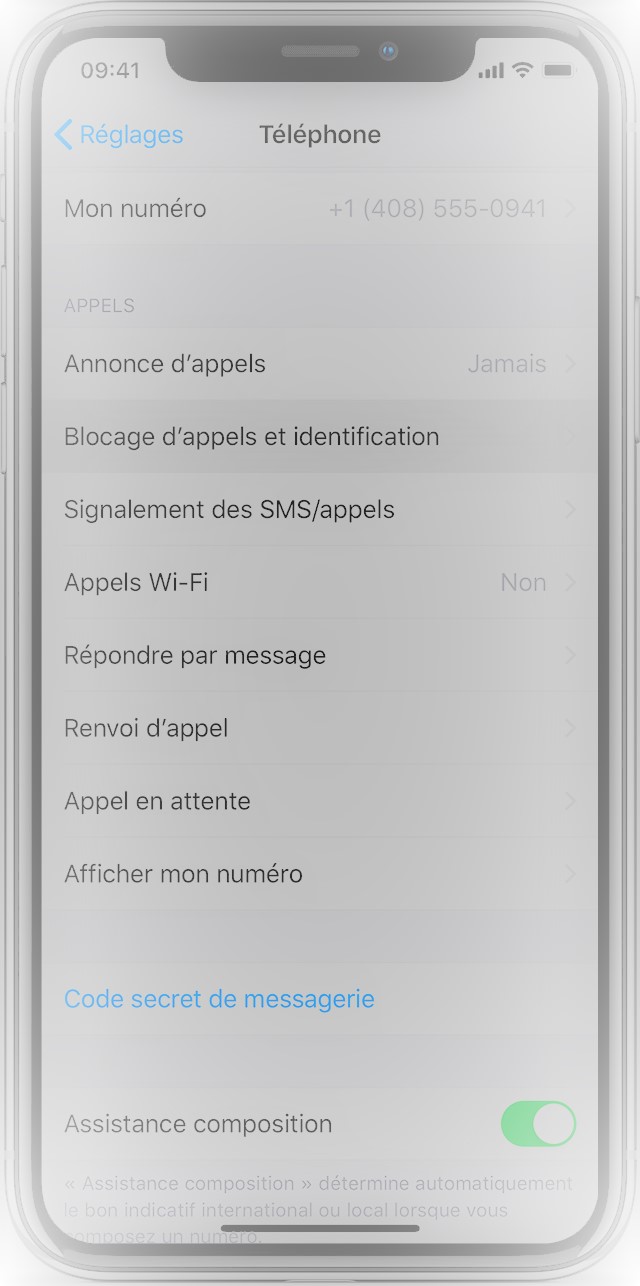 09:41
Réglages Téléphone
Mon numéro +1 (408) 555-0941
APPELS
Annonce d’appels Jamais
Blocage d’appels et identification
Signalement des SMS/appels
Appels Wi-Fi Non
Répondre par message
Renvoi d’appel
Appel en attente
Afficher mon numéro
Code secret de messagerie
Assistance composition
« Assistance composition » détermine automatiquement
le bon indicatif international ou local lorsque vous
composez un numéro.